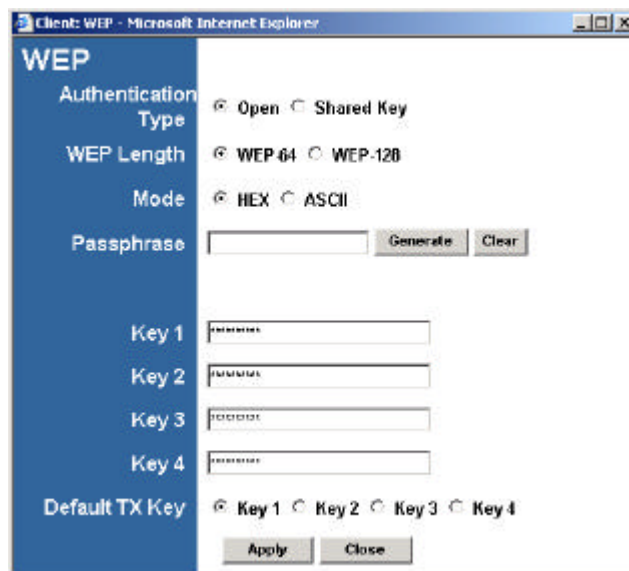 Client: WEP - Microsoft Internet Explorer
WEP
Authentication Type Open Shared Key
WEP Length WEP-64 WEP-128
Mode HEX ASCII
Passphrase Generate Clear
Key 1 **********
Key 2 **********
Key 3 **********
Key 4 **********
Default TX Key Key 1 Key 2 Key 3 Key 4
Apply Close